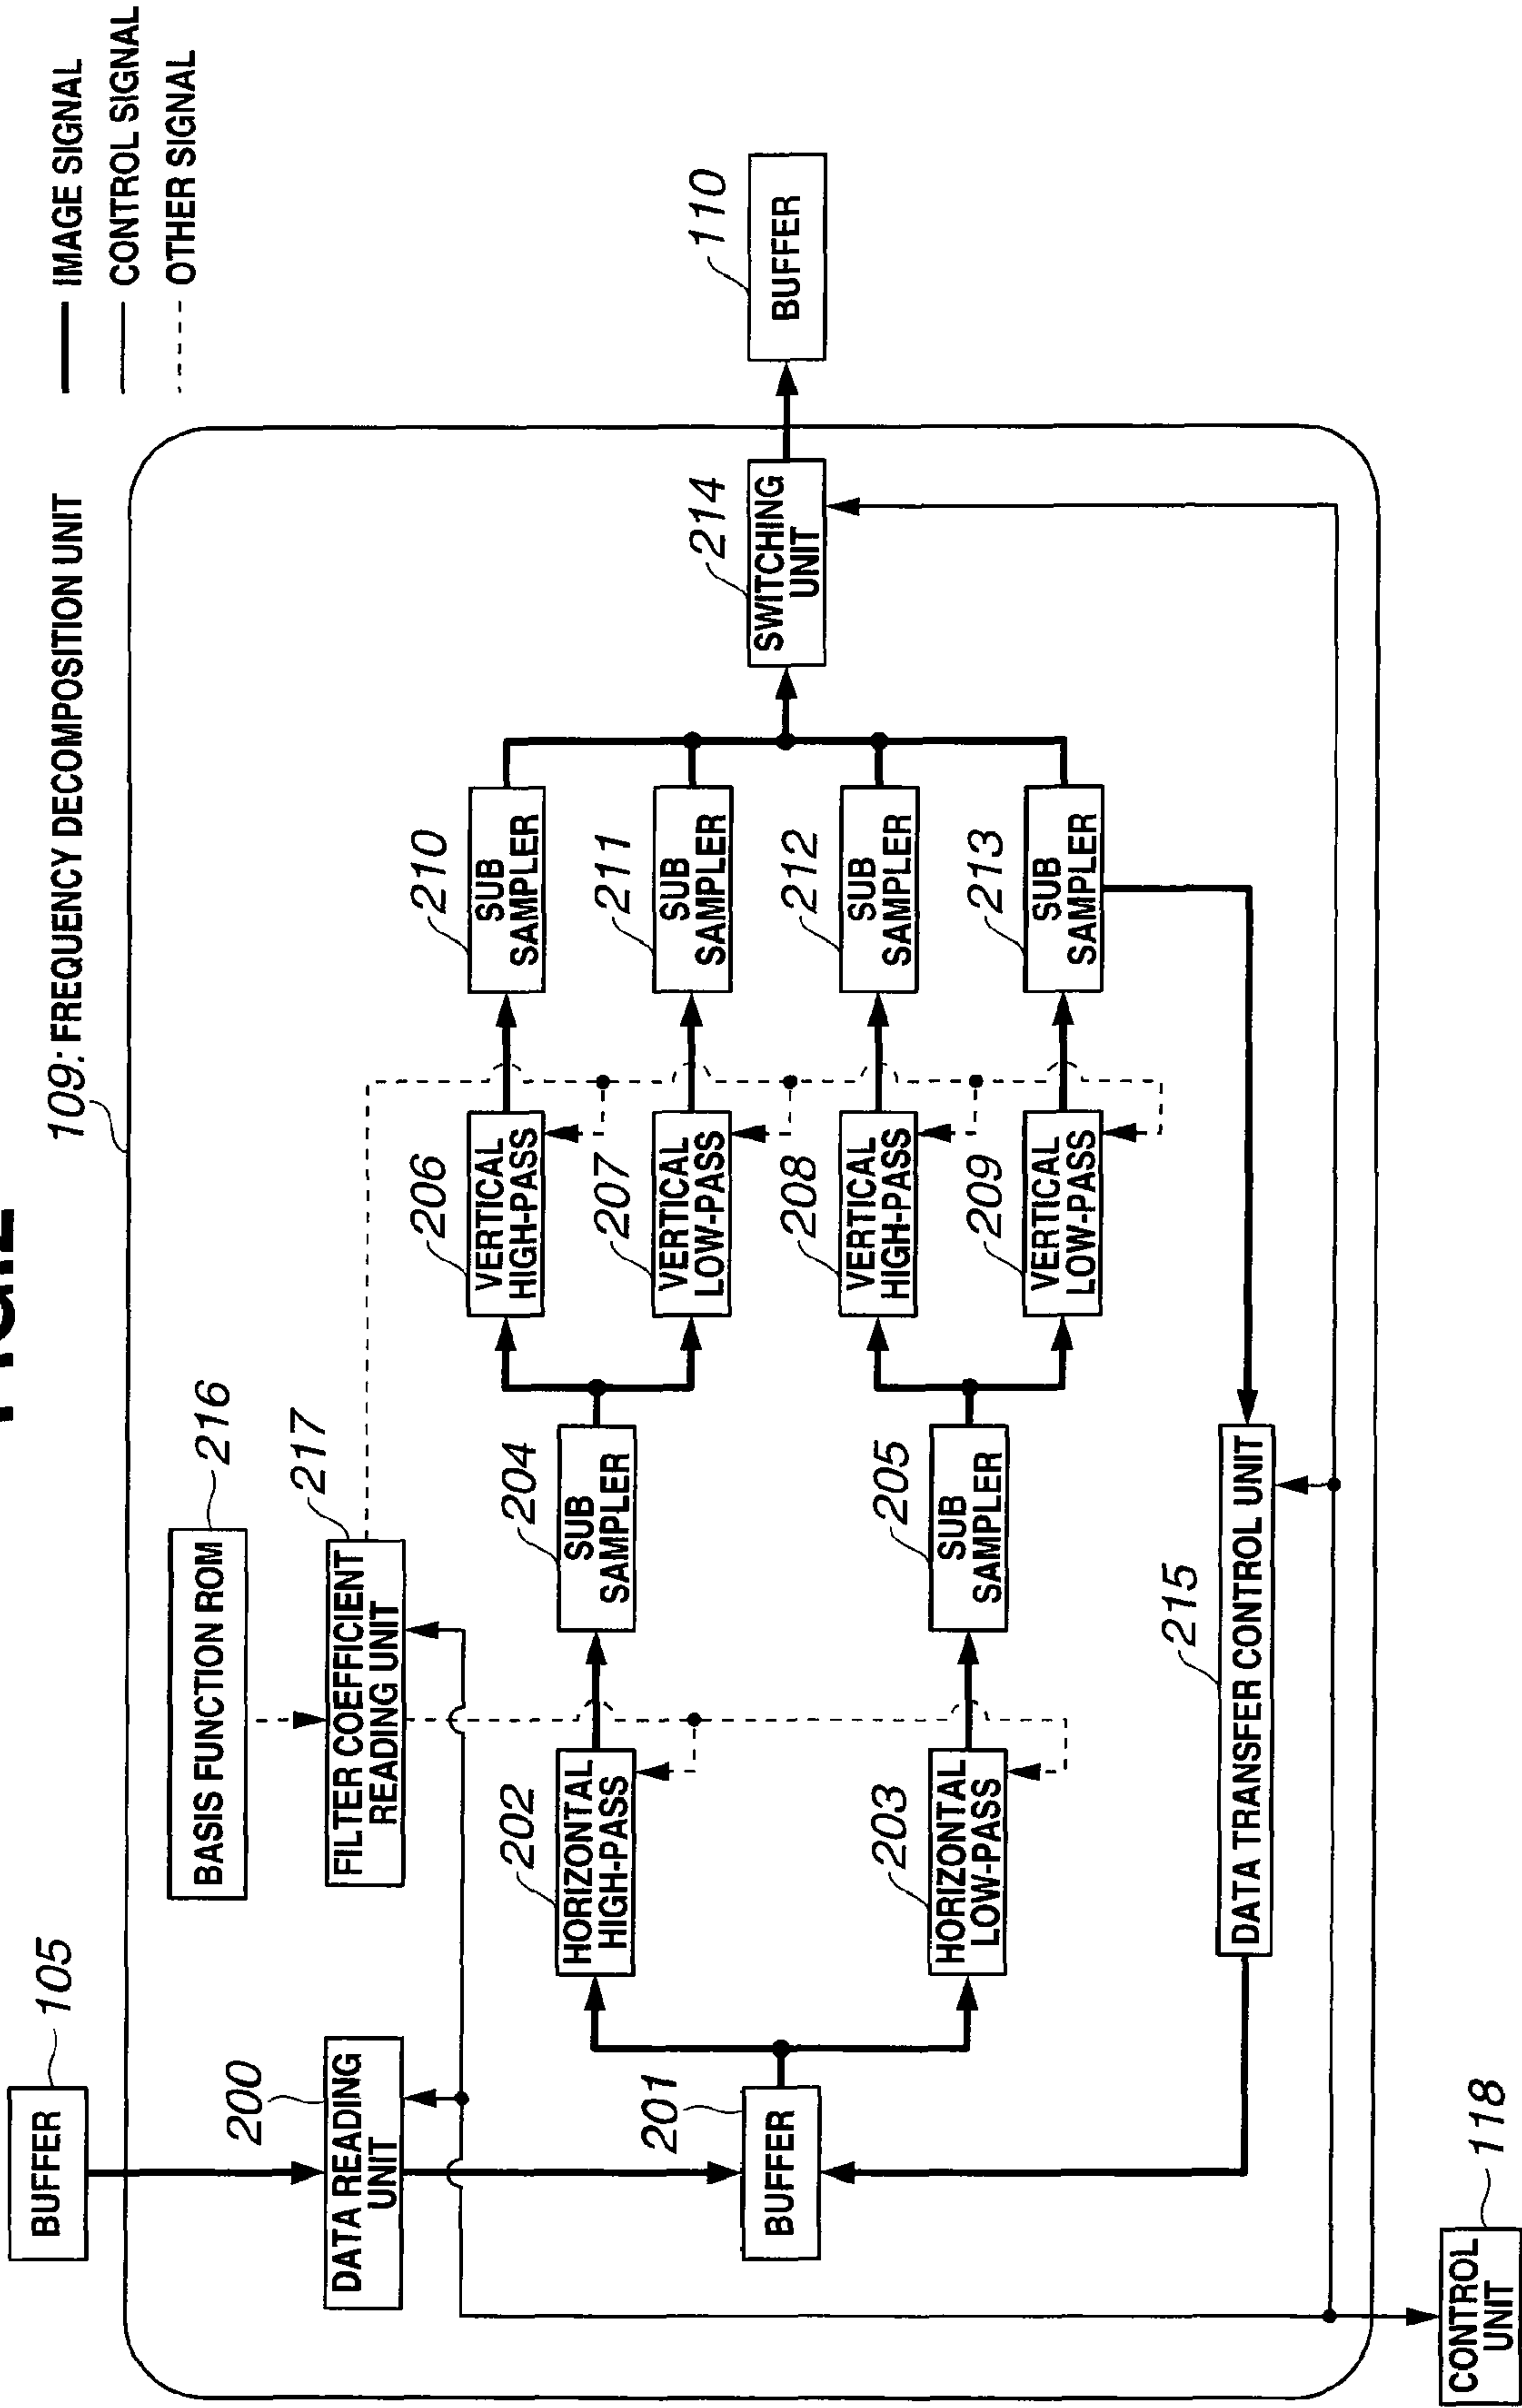 109: FREQUENCY DECOMPOSITION UNIT
IMAGE SIGNAL
CONTROL SIGNAL
OTHER SIGNAL
BUFFER
105
BASIS FUNCTION ROM
216
DATA READING
UNIT
200
FILTER COEFFICIENT
READING UNIT
217
BUFFER
201
HORIZONTAL
HIGH-PASS
202
HORIZONTAL
LOW-PASS
203
SUB
SAMPLER
204
SUB
SAMPLER
205
VERTICAL
HIGH-PASS
206
VERTICAL
LOW-PASS
207
VERTICAL
HIGH-PASS
208
VERTICAL
LOW-PASS
209
SUB
SAMPLER
210
SUB
SAMPLER
211
SUB
SAMPLER
212
SUB
SAMPLER
213
SWITCHING
UNIT
214
BUFFER
110
DATA TRANSFER CONTROL UNIT
215
CONTROL
UNIT
118